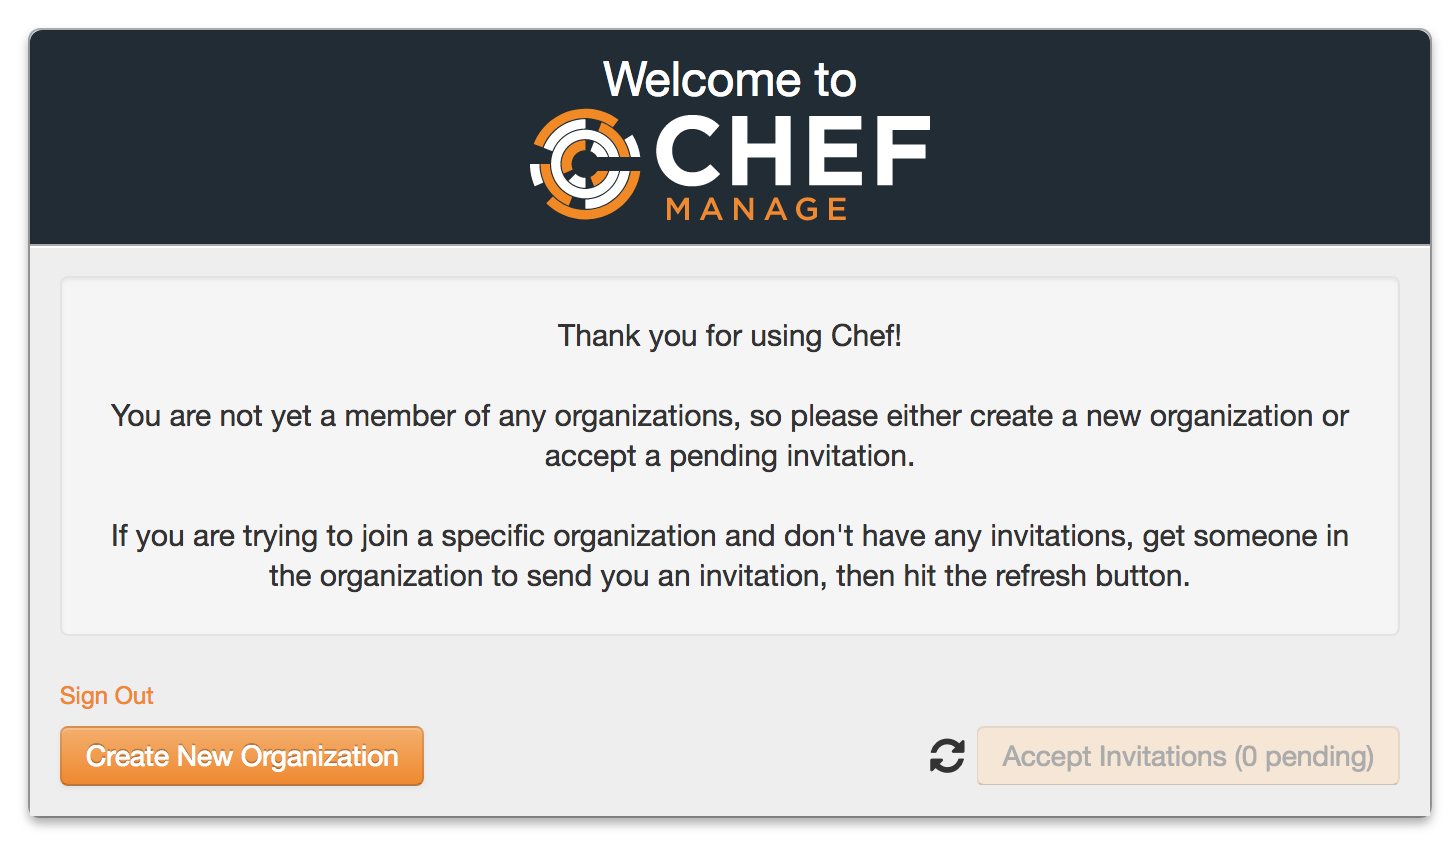 Welcome to
CHEF
MANAGE
Thank you for using Chef!
You are not yet a member of any organizations, so please either create a new organization or
accept a pending invitation.
If you are trying to join a specific organization and don't have any invitations, get someone in
the organization to send you an invitation, then hit the refresh button.
Sign Out
Create New Organization
Accept Invitations (0 pending)